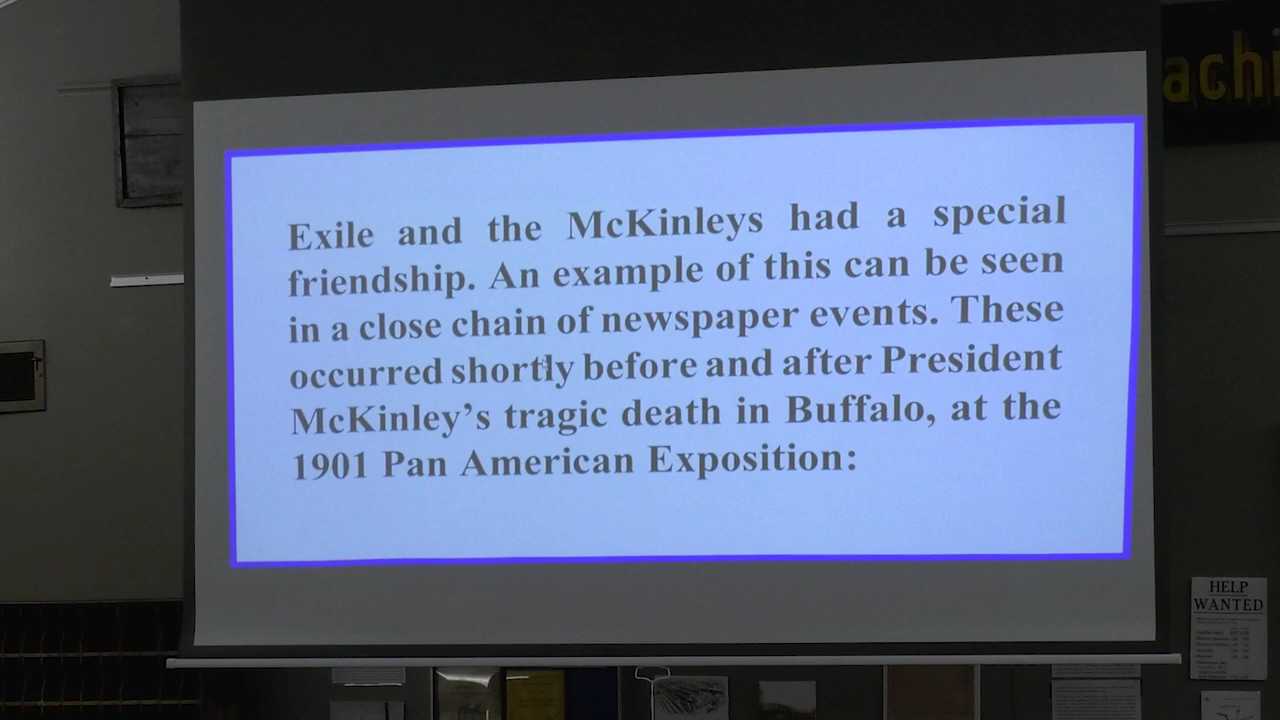 achi
Exile and the McKinleys had a special
friendship. An example of this can be seen
in a close chain of newspaper events. These
occurred shortly before and after President
McKinley’s tragic death in Buffalo, at the
1901 Pan American Exposition:
HELP
WANTED